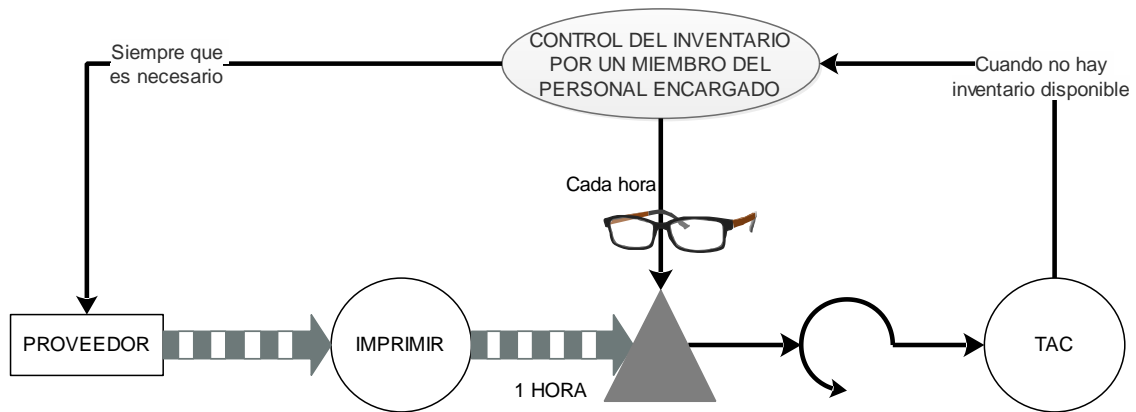 Siempre que
es necesario
CONTROL DEL INVENTARIO
POR UN MIEMBRO DEL
PERSONAL ENCARGADO
Cuando no hay
inventario disponible
Cada hora
PROVEEDOR
IMPRIMIR
1 HORA
TAC